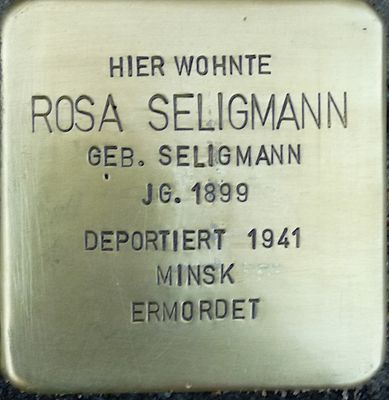 HIER WOHNTE
ROSA SELIGMANN
GEB. SELIGMANN
JG. 1899
DEPORTIERT 1941
MINSK
ERMORDET